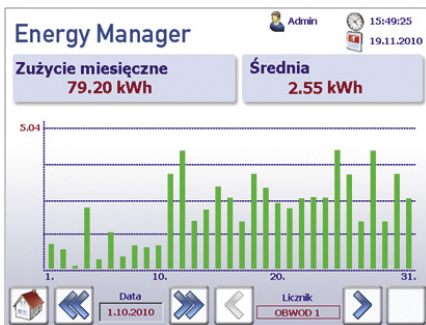 Energy Manager
Admin
15:49:25
19.11.2010
Zużycie miesięczne
79.20 kWh
Średnia
2.55 kWh
5.04
1. 10. 20. 31.
Data
1.10.2010
Licznik
OBWOD 1